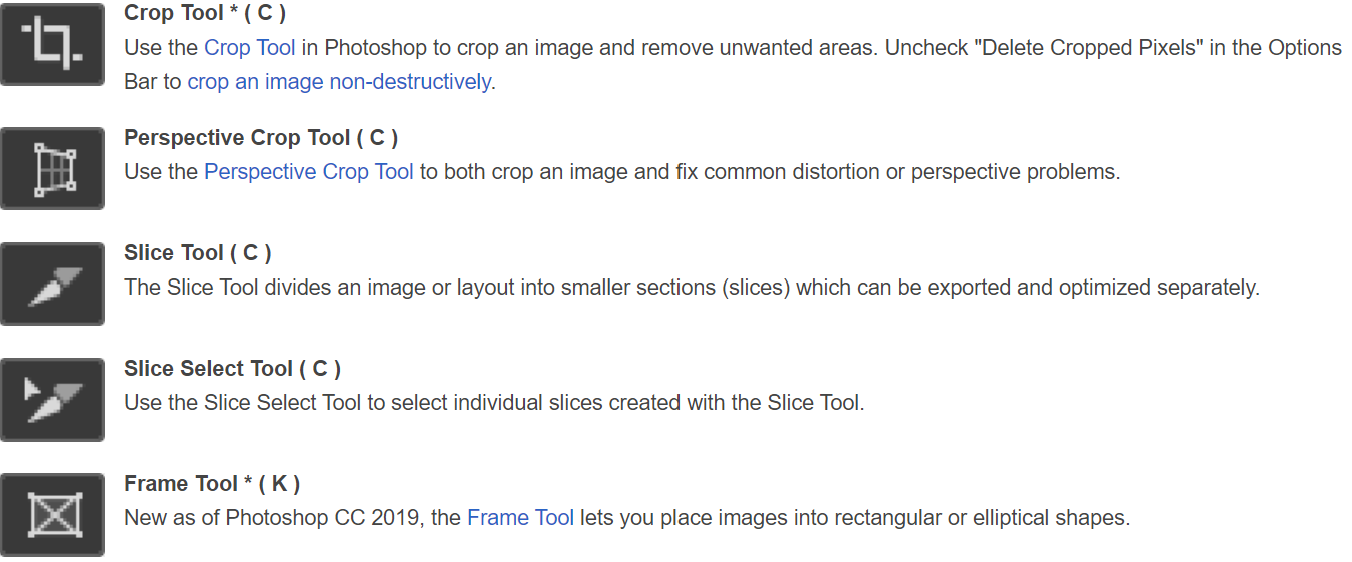 Crop Tool * ( C )
Use the Crop Tool in Photoshop to crop an image and remove unwanted areas. Uncheck "Delete Cropped Pixels" in the Options
Bar to crop an image non-destructively.
Perspective Crop Tool ( C )
Use the Perspective Crop Tool to both crop an image and fix common distortion or perspective problems.
Slice Tool ( C )
The Slice Tool divides an image or layout into smaller sections (slices) which can be exported and optimized separately.
Slice Select Tool ( C )
Use the Slice Select Tool to select individual slices created with the Slice Tool.
Frame Tool * ( K )
New as of Photoshop CC 2019, the Frame Tool lets you place images into rectangular or elliptical shapes.